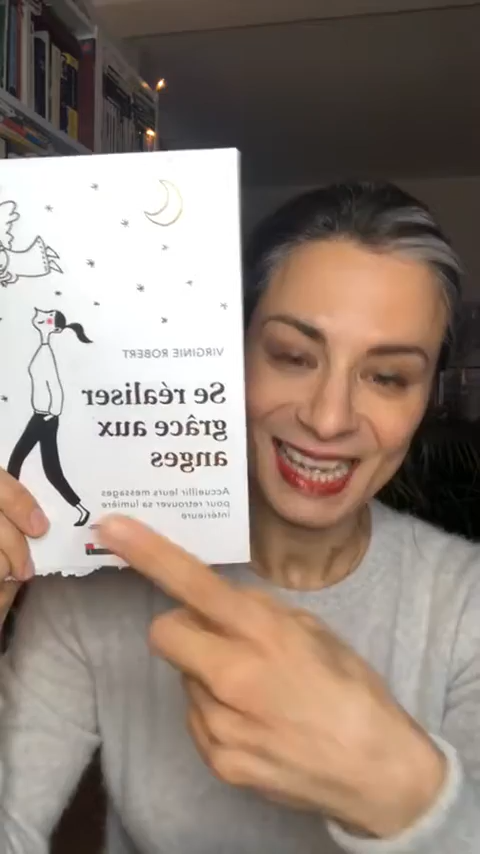 VIRGINIE ROBERT
Se réaliser
grâce aux
anges
Accueillir leurs messages
pour retrouver sa lumière
intérieure